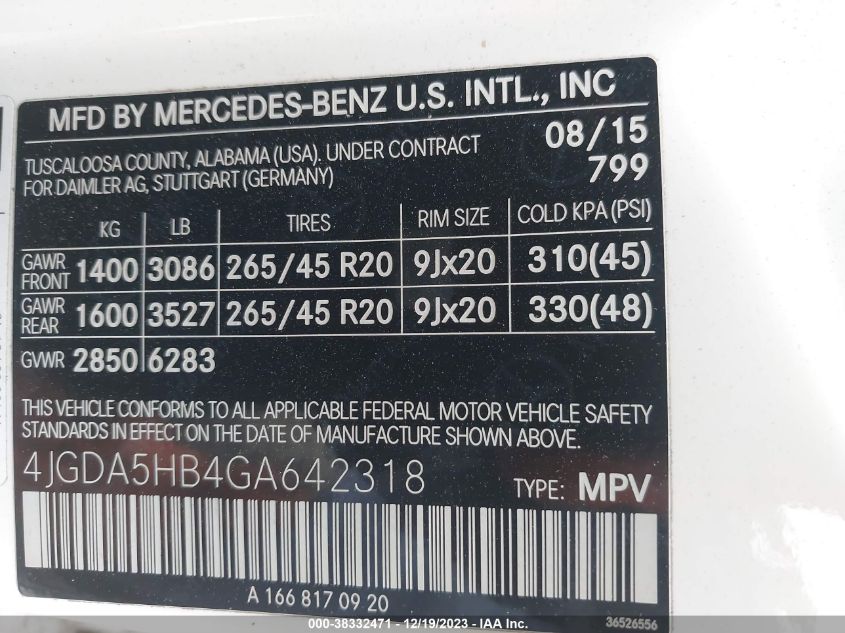 MFD BY MERCEDES-BENZ U.S. INTL., INC
TUSCALOOSA COUNTY, ALABAMA (USA). UNDER CONTRACT
FOR DAIMLER AG, STUTTGART (GERMANY)
08/15
799
KG LB TIRES RIM SIZE COLD KPA (PSI)
GAWR FRONT 1400 3086 265/45 R20 9Jx20 310(45)
GAWR REAR 1600 3527 265/45 R20 9Jx20 330(48)
GVWR 2850 6283
THIS VEHICLE CONFORMS TO ALL APPLICABLE FEDERAL MOTOR VEHICLE SAFETY
STANDARDS IN EFFECT ON THE DATE OF MANUFACTURE SHOWN ABOVE.
4JGDA5HB4GA642318 TYPE: MPV
A 166 817 09 20
000-38332471 - 12/19/2023 - IAA Inc.
36526556